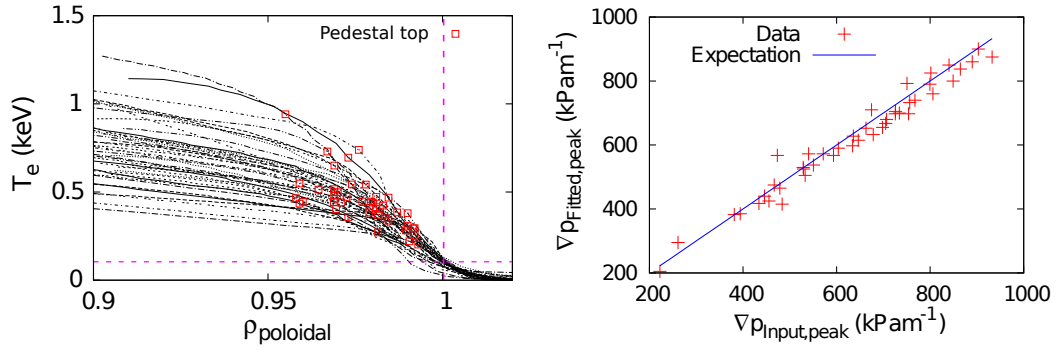 1.5
1
0.5
0
T_e (keV)
Pedestal top
0.9
0.95
1
ρ_poloidal
1000
800
600
400
200
∇p_Fitted,peak (kPam⁻¹)
Data
Expectation
200
400
600
800
1000
∇p_Input,peak (kPam⁻¹)